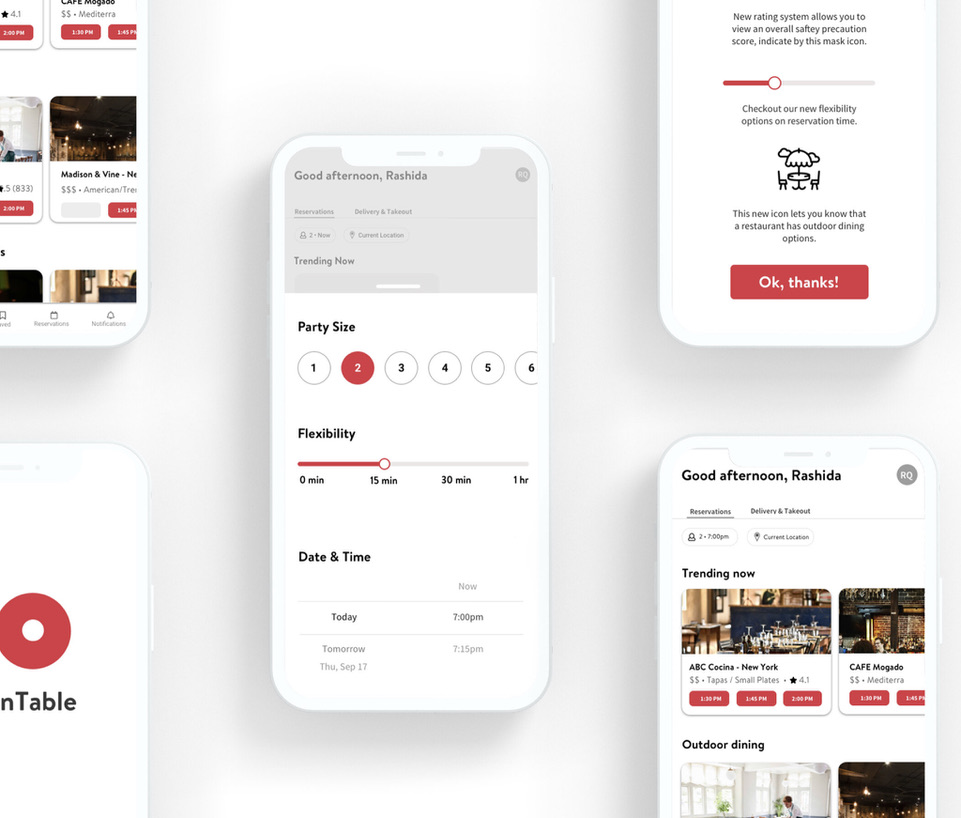 CAFE Mogado
4.1
$$ • Mediterra
2:00 PM
1:30 PM
1:45 P
Madison & Vine - Ne
.5 (833)
$$$ • American/Tre
2:00 PM
1:45 P
s
ved
Reservations
Notifications
nTable
Good afternoon, Rashida
RQ
Reservations
Delivery & Takeout
2 • Now
Current Location
Trending Now
Party Size
1
2
3
4
5
6
Flexibility
0 min
15 min
30 min
1 hr
Date & Time
Now
Today
7:00pm
Tomorrow
7:15pm
Thu, Sep 17
New rating system allows you to
view an overall saftey precaution
score, indicate by this mask icon.
Checkout our new flexibility
options on reservation time.
This new icon lets you know that
a restaurant has outdoor dining
options.
Ok, thanks!
Good afternoon, Rashida
RQ
Reservations
Delivery & Takeout
2 • 7:00pm
Current Location
Trending now
ABC Cocina - New York
$$ • Tapas / Small Plates • ★ 4.1
1:30 PM
1:45 PM
2:00 PM
CAFE Mogado
$$ • Mediterra
1:30 PM
1:45 P
Outdoor dining